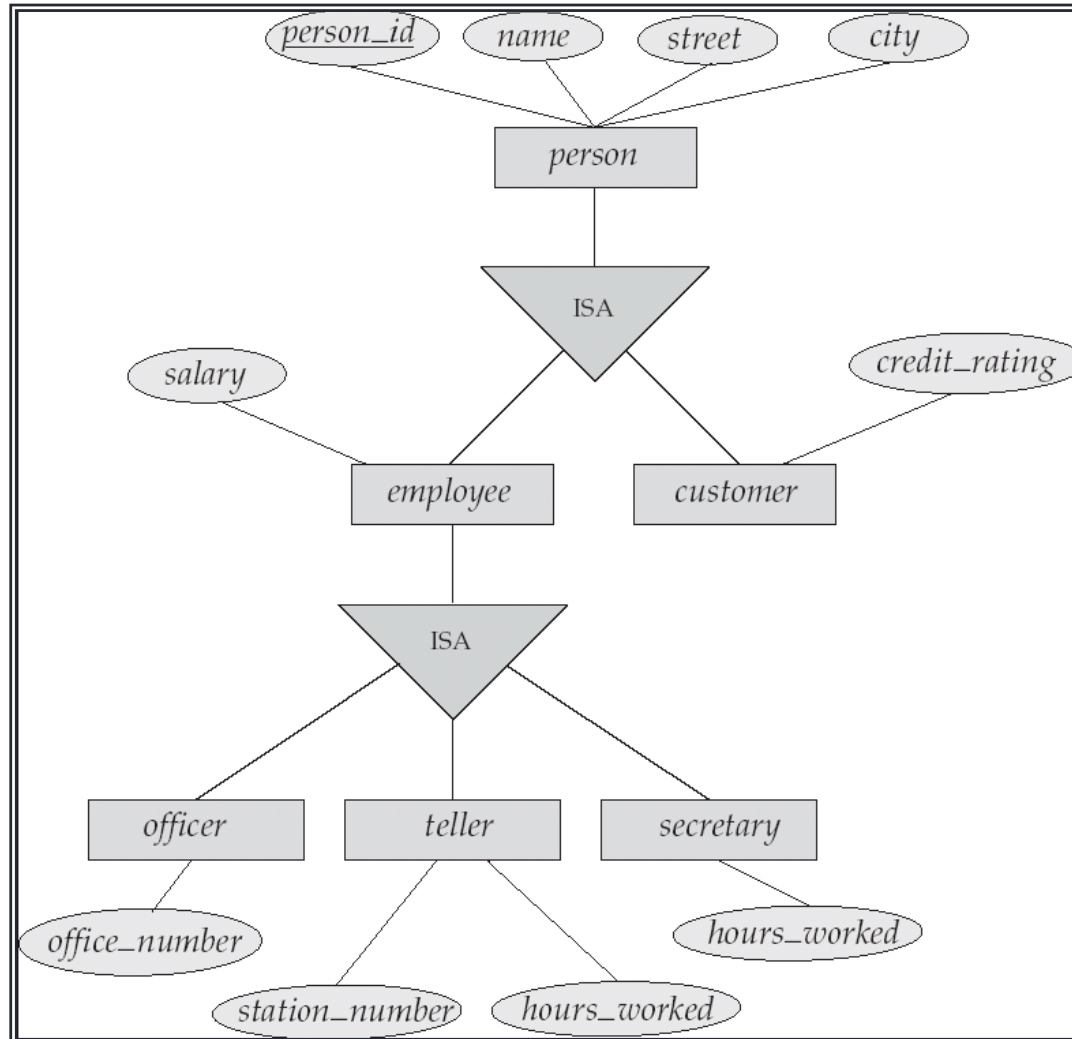 person_id
name
street
city
person
ISA
salary
credit_rating
employee
customer
ISA
officer
teller
secretary
office_number
hours_worked
station_number
hours_worked